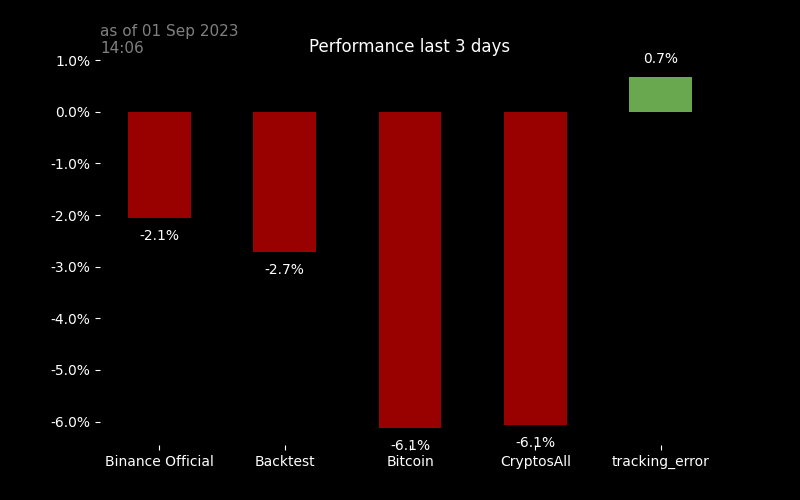 as of 01 Sep 2023
14:06
Performance last 3 days
1.0%
0.0%
-1.0%
-2.0%
-3.0%
-4.0%
-5.0%
-6.0%
-2.1%
-2.7%
-6.1%
-6.1%
0.7%
Binance Official
Backtest
Bitcoin
CryptosAll
tracking_error